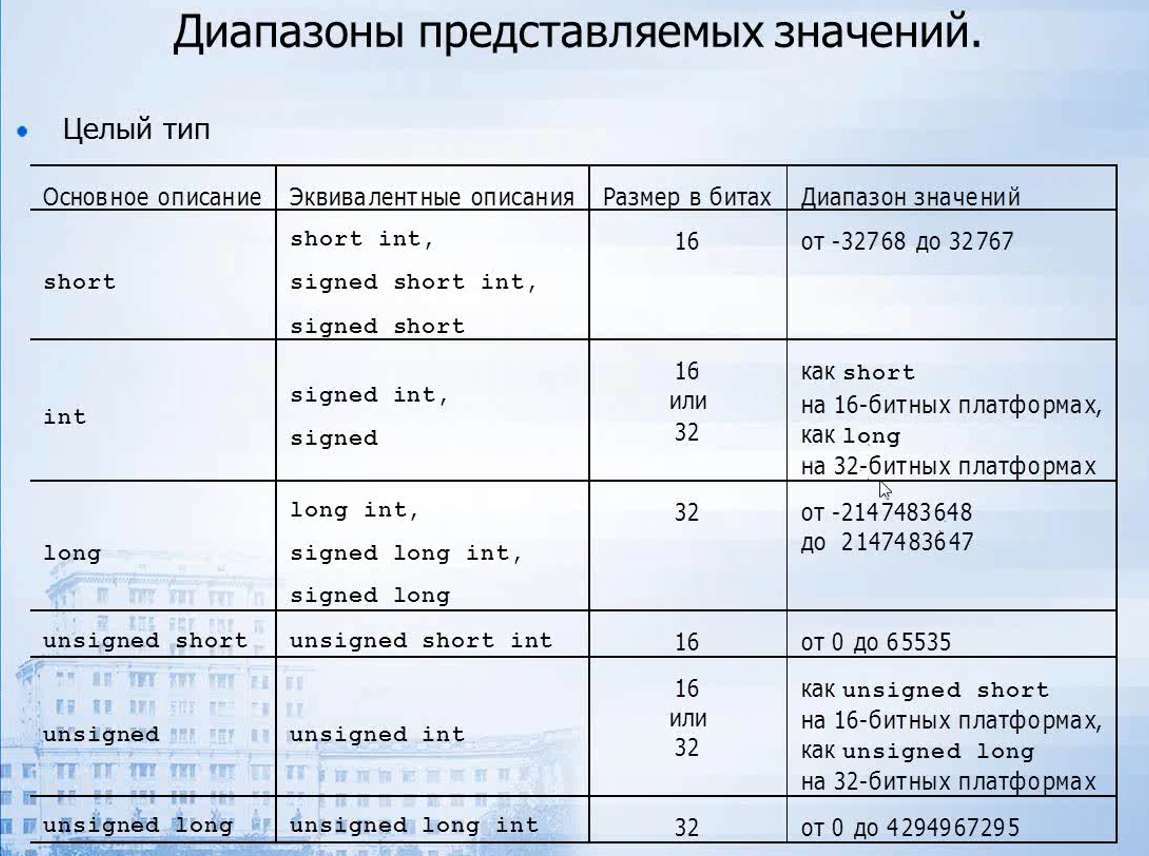 Диапазоны представляемых значений.
Целый тип
Основное описание Эквивалентные описания Размер в битах Диапазон значений
short
short int,
signed short int,
signed short
16
от -32768 до 32767
int
signed int,
signed
16
или
32
как short
на 16-битных платформах,
как long
на 32-битных платформах
long
long int,
signed long int,
signed long
32
от -2147483648
до 2147483647
unsigned short unsigned short int 16 от 0 до 65535
unsigned
unsigned int
16
или
32
как unsigned short
на 16-битных платформах,
как unsigned long
на 32-битных платформах
unsigned long unsigned long int 32 от 0 до 4294967295